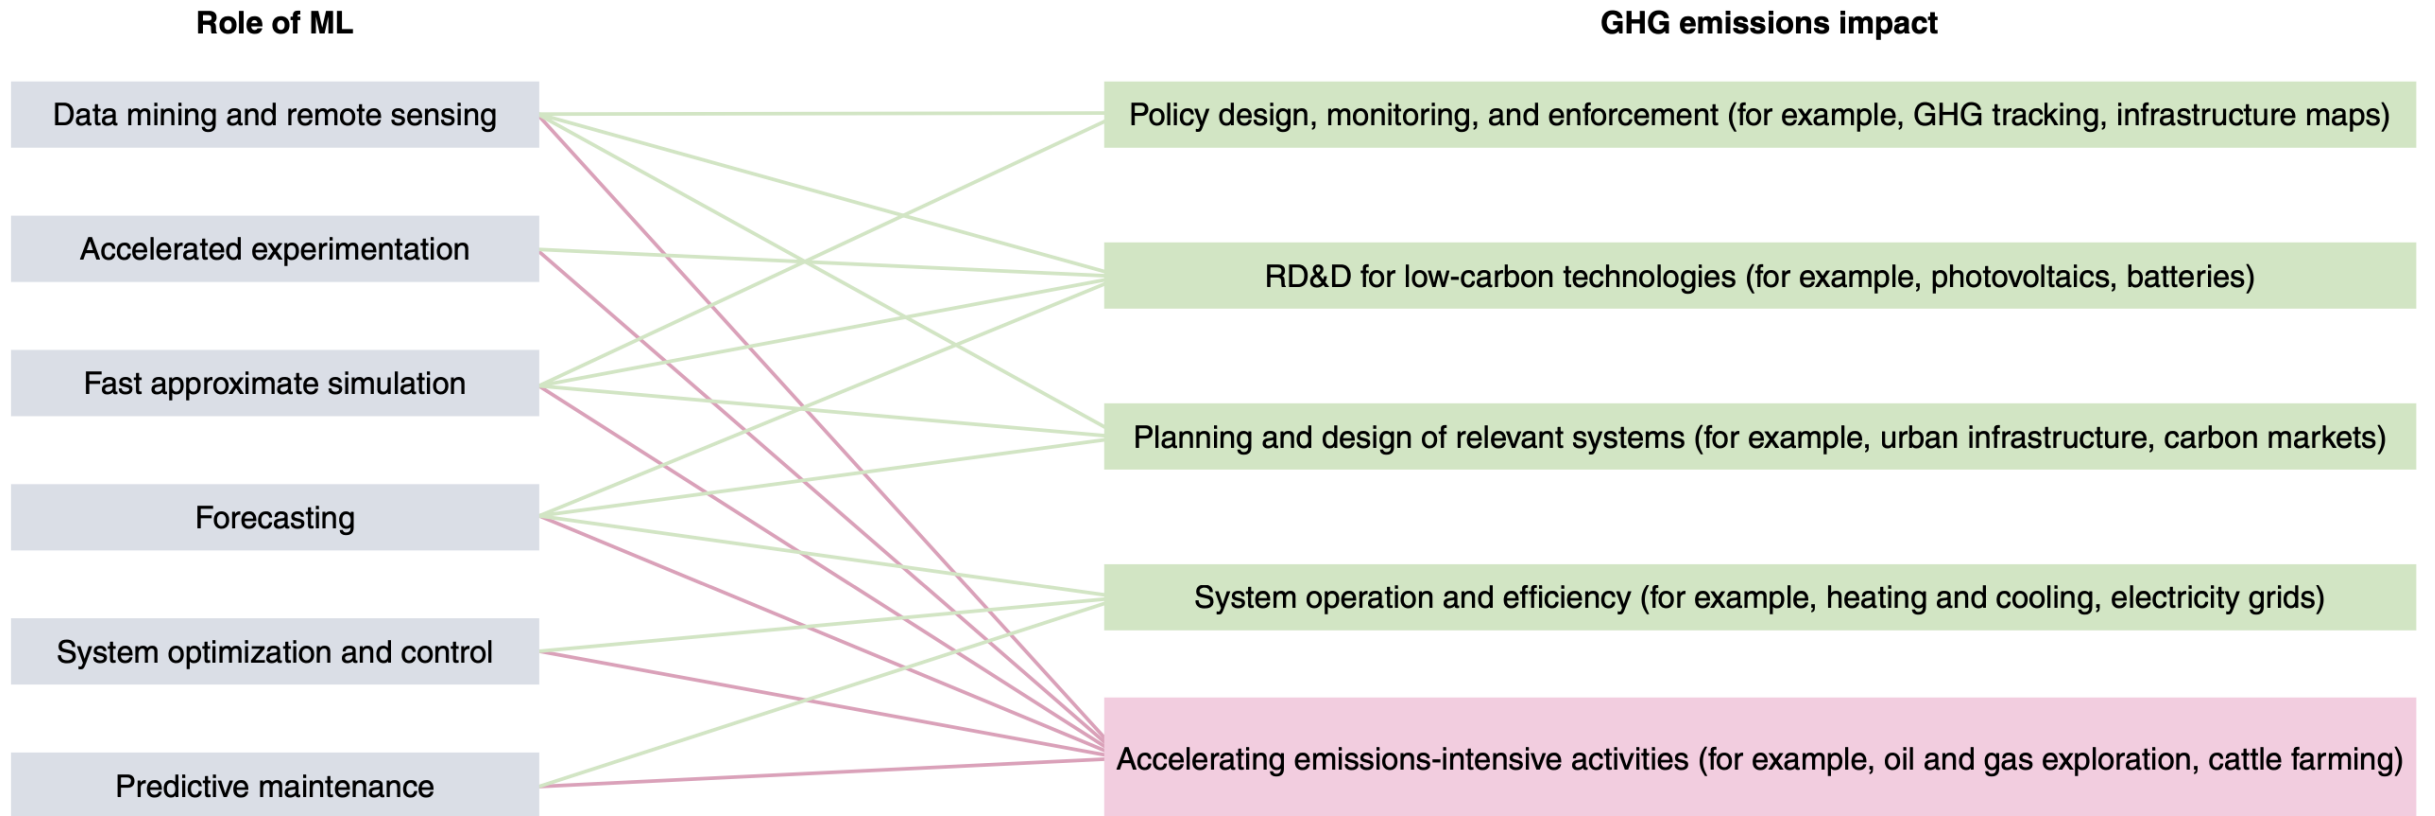 Role of ML
GHG emissions impact
Data mining and remote sensing
Accelerated experimentation
Fast approximate simulation
Forecasting
System optimization and control
Predictive maintenance
Policy design, monitoring, and enforcement (for example, GHG tracking, infrastructure maps)
RD&D for low-carbon technologies (for example, photovoltaics, batteries)
Planning and design of relevant systems (for example, urban infrastructure, carbon markets)
System operation and efficiency (for example, heating and cooling, electricity grids)
Accelerating emissions-intensive activities (for example, oil and gas exploration, cattle farming)